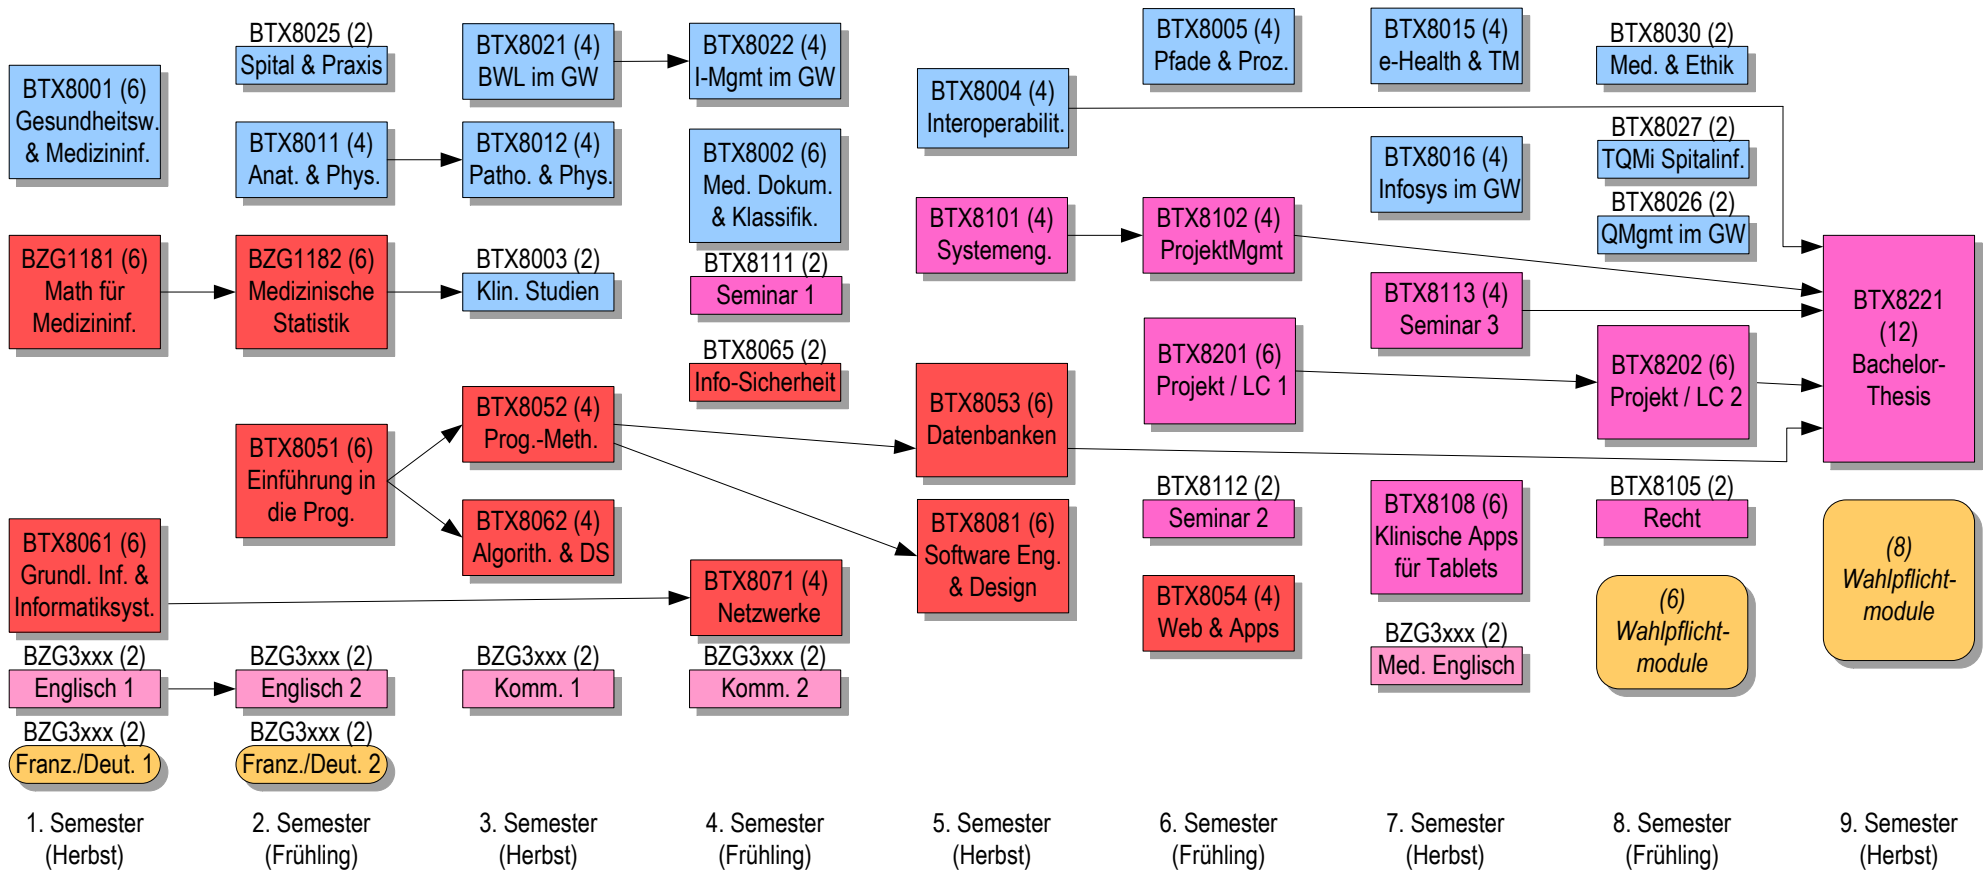 BTX8001 (6)
Gesundheitsw.
& Medizininf.
BZG1181 (6)
Math für
Medizininf.
BTX8061 (6)
Grundl. Inf. &
Informatiksyst.
BZG3xxx (2)
Englisch 1
BZG3xxx (2)
Franz./Deut. 1
1. Semester
(Herbst)
BTX8025 (2)
Spital & Praxis
BTX8011 (4)
Anat. & Phys.
BZG1182 (6)
Medizinische
Statistik
BTX8051 (6)
Einführung in
die Prog.
BZG3xxx (2)
Englisch 2
BZG3xxx (2)
Franz./Deut. 2
2. Semester
(Frühling)
BTX8021 (4)
BWL im GW
BTX8012 (4)
Patho. & Phys.
BTX8003 (2)
Klin. Studien
BTX8052 (4)
Prog.-Meth.
BTX8062 (4)
Algorith. & DS
BZG3xxx (2)
Komm. 1
3. Semester
(Herbst)
BTX8022 (4)
I-Mgmt im GW
BTX8002 (6)
Med. Dokum.
& Klassifik.
BTX8111 (2)
Seminar 1
BTX8065 (2)
Info-Sicherheit
BTX8071 (4)
Netzwerke
BZG3xxx (2)
Komm. 2
4. Semester
(Frühling)
BTX8004 (4)
Interoperabilit.
BTX8101 (4)
Systemeng.
BTX8053 (6)
Datenbanken
BTX8081 (6)
Software Eng.
& Design
5. Semester
(Herbst)
BTX8005 (4)
Pfade & Proz.
BTX8102 (4)
ProjektMgmt
BTX8201 (6)
Projekt / LC 1
BTX8112 (2)
Seminar 2
BTX8054 (4)
Web & Apps
6. Semester
(Frühling)
BTX8015 (4)
e-Health & TM
BTX8016 (4)
Infosys im GW
BTX8113 (4)
Seminar 3
BTX8108 (6)
Klinische Apps
für Tablets
BZG3xxx (2)
Med. Englisch
7. Semester
(Herbst)
BTX8030 (2)
Med. & Ethik
BTX8027 (2)
TQMi Spitalinf.
BTX8026 (2)
QMgmt im GW
BTX8202 (6)
Projekt / LC 2
BTX8105 (2)
Recht
(6)
Wahlpflicht-
module
8. Semester
(Frühling)
BTX8221
(12)
Bachelor-
Thesis
(8)
Wahlpflicht-
module
9. Semester
(Herbst)